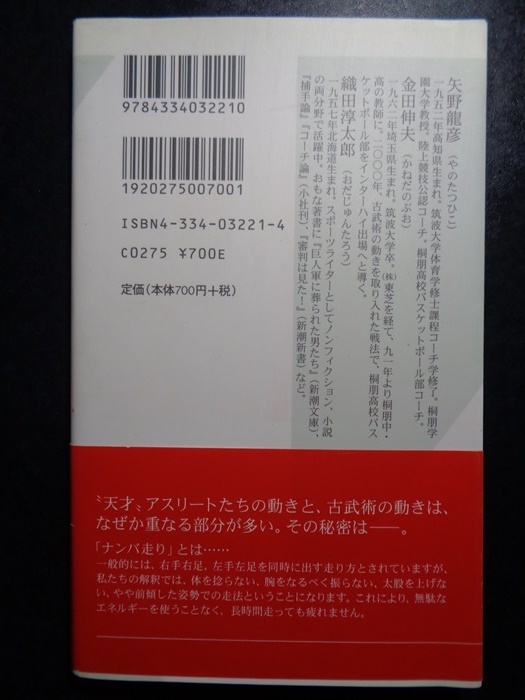 9784334032210
1920275007001
ISBN4-334-03221-4
C0275 ¥700E
定価(本体700円+税)
矢野龍彦(やのたつひこ)
一九五二年高知県生まれ。筑波大学体育学修士課程コーチ学修了。桐朋学
園大学教授。陸上競技公認コーチ。桐朋高校バスケットボール部コーチ。
金田伸夫(かねだのぶお)
一九六二年埼玉県生まれ。筑波大学卒。㈱東芝を経て、九一年より桐朋中・
高の教師に。二〇〇〇年、古武術の動きを取り入れた戦法で、桐朋高校バス
ケットボール部をインターハイ出場へと導く。
織田淳太郎(おだじゅんたろう)
一九五七年北海道生まれ。スポーツライターとしてノンフィクション、小説
の両分野で活躍中。おもな著書に『巨人軍に葬られた男たち』(新潮文庫)、
『捕手論』『コーチ論』(小社刊)、『審判は見た!』(新潮新書)など。
〝天才〟アスリートたちの動きと、古武術の動きは、
なぜか重なる部分が多い。その秘密は――。
「ナンバ走り」とは……
一般的には、右手右足、左手左足を同時に出す走り方とされていますが、
私たちの解釈では、体を捻らない、腕をなるべく振らない、太股を上げな
い、やや前傾した姿勢での走法ということになります。これにより、無駄な
エネルギーを使うことなく、長時間走っても疲れません。